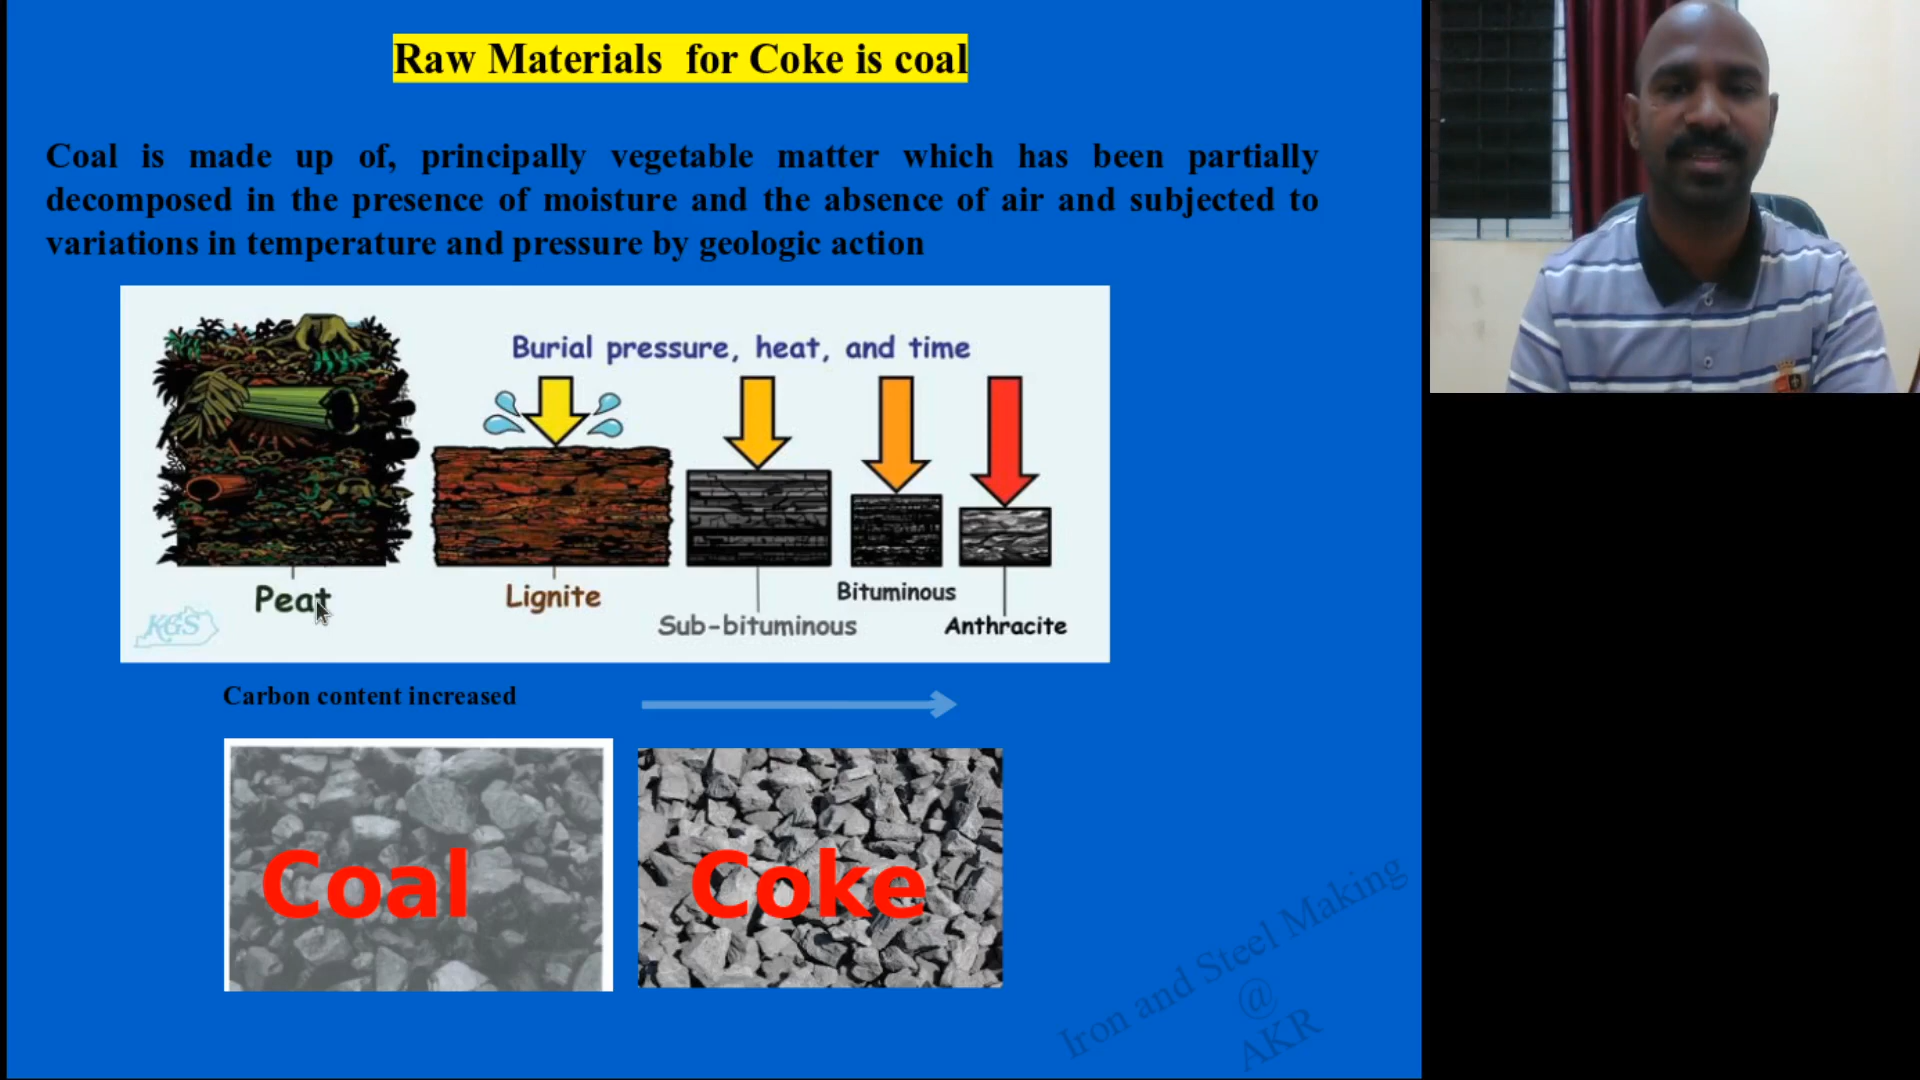 Raw Materials  for Coke is coal
Coal is made up of, principally vegetable matter which has been partially
decomposed in the presence of moisture and the absence of air and subjected to
variations in temperature and pressure by geologic action
Burial pressure, heat, and time
Peat
Lignite
Sub-bituminous
Bituminous
Anthracite
KGS
Carbon content increased
Coal
Coke
Iron and Steel Making
@
AKR